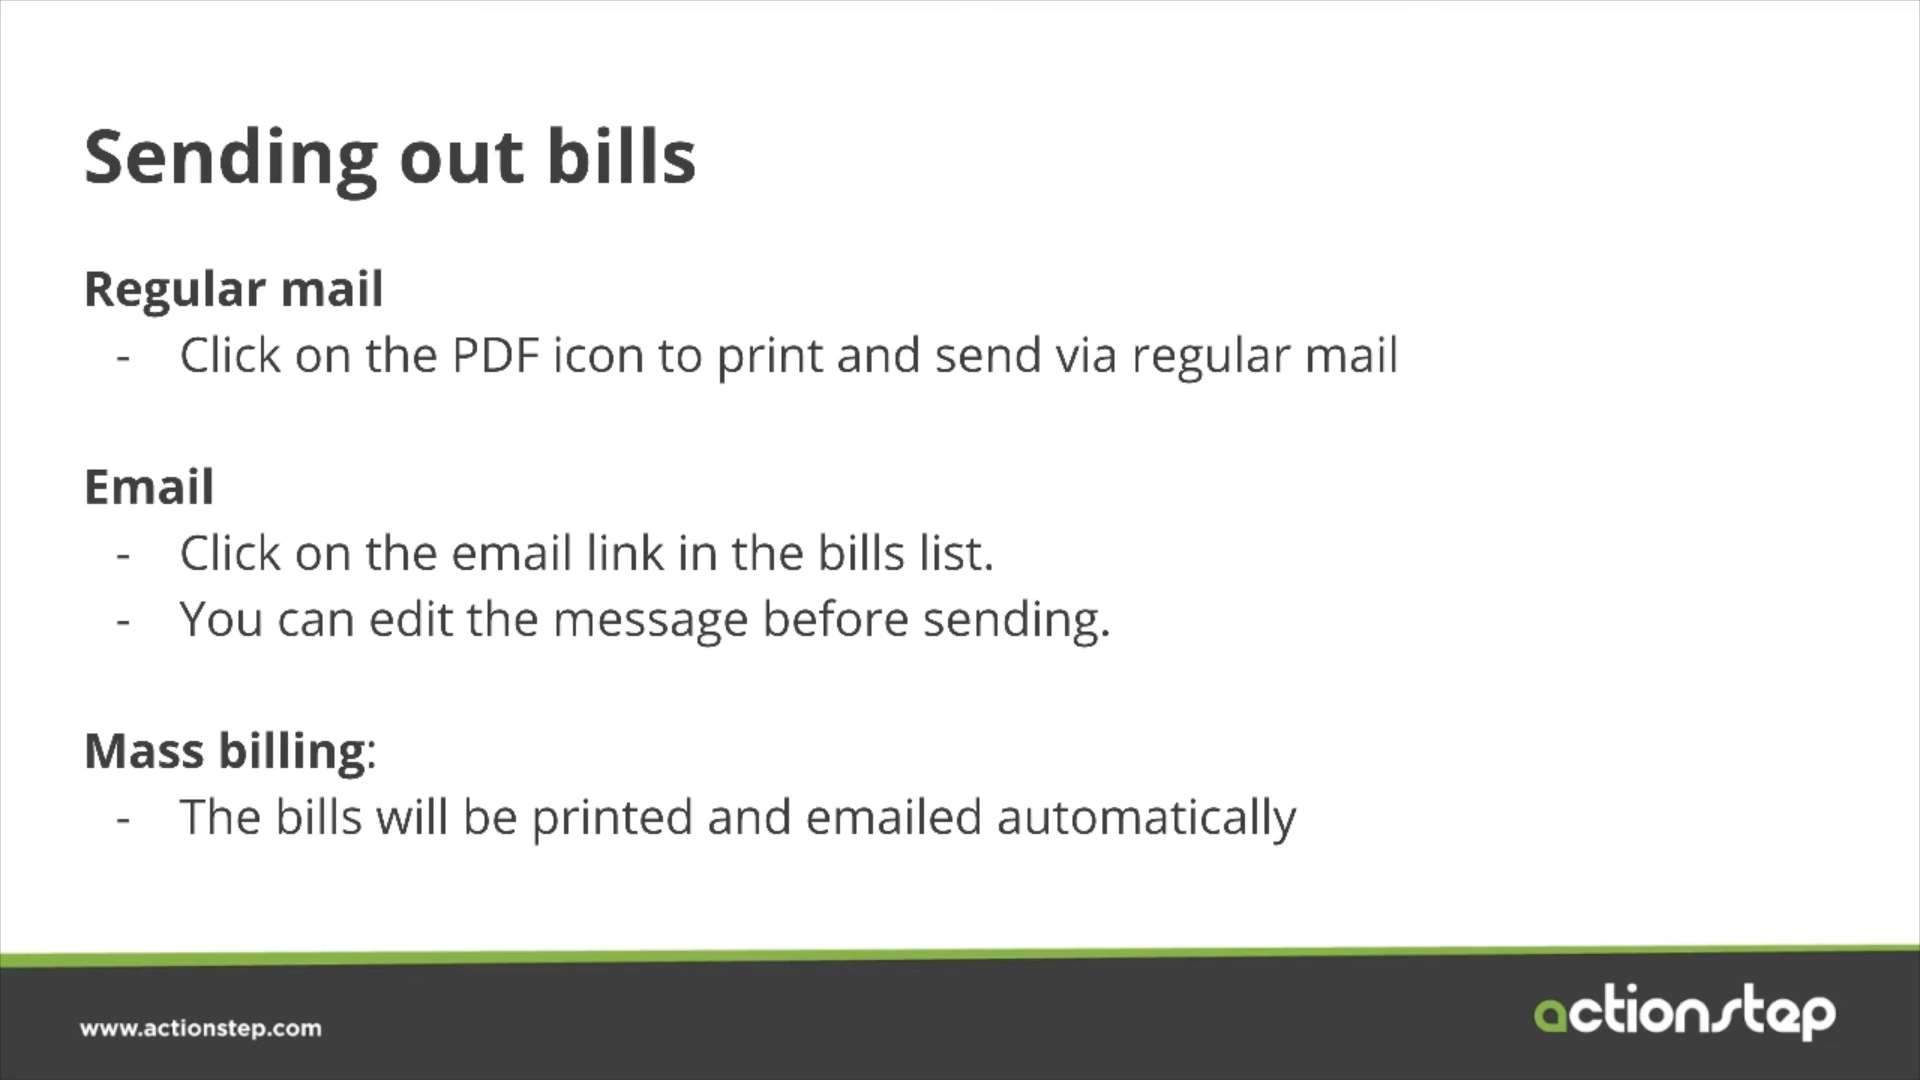 Sending out bills
Regular mail
- Click on the PDF icon to print and send via regular mail
Email
- Click on the email link in the bills list.
- You can edit the message before sending.
Mass billing:
- The bills will be printed and emailed automatically
www.actionstep.com
actionstep